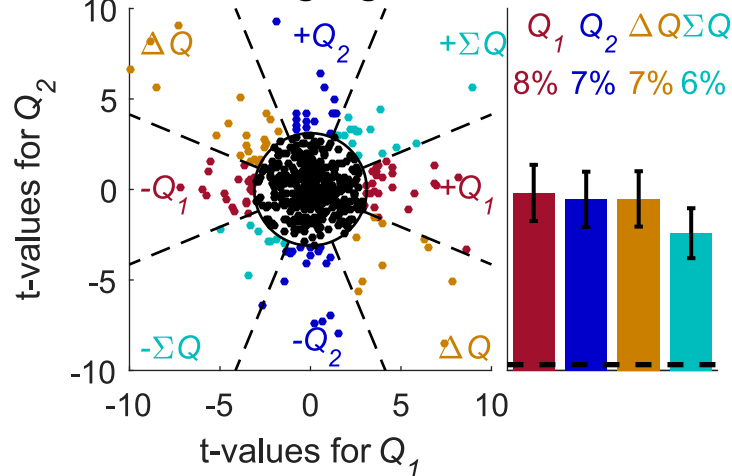 10
5
0
-5
-10
-10
-5
0
5
10
t-values for Q₂
t-values for Q₁
ΔQ
+Q₂
+ΣQ
-Q₁
+Q₁
-ΣQ
-Q₂
ΔQ
Q₁ Q₂ ΔQ ΣQ
8% 7% 7% 6%